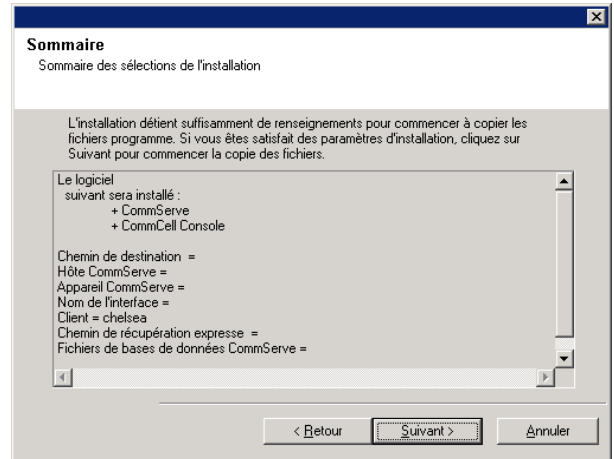 Sommaire
Sommaire des sélections de l'installation
L'installation détient suffisamment de renseignements pour commencer à copier les
fichiers programme. Si vous êtes satisfait des paramètres d'installation, cliquez sur
Suivant pour commencer la copie des fichiers.
Le logiciel
suivant sera installé :
+ CommServe
+ CommCell Console
Chemin de destination =
Hôte CommServe =
Appareil CommServe =
Nom de l'interface =
Client = chelsea
Chemin de récupération expresse =
Fichiers de bases de données CommServe =
< Retour
Suivant >
Annuler